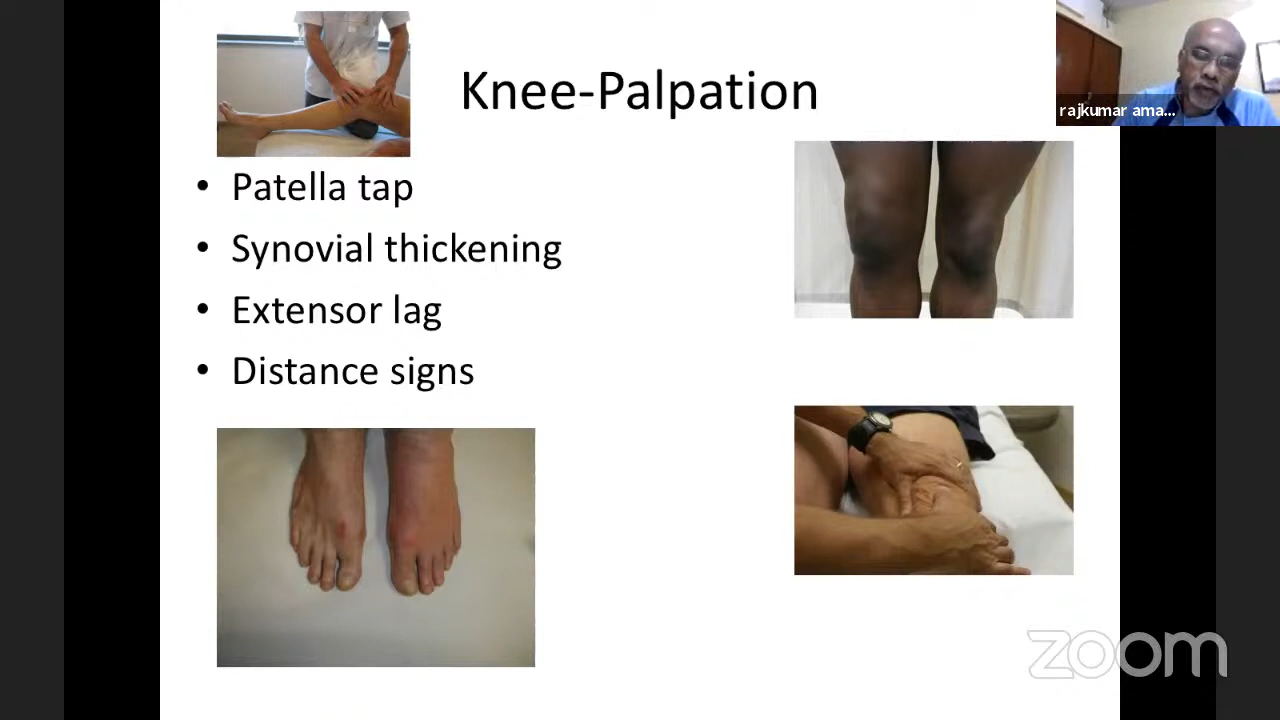 Knee-Palpation
rajkumar ama...
• Patella tap
• Synovial thickening
• Extensor lag
• Distance signs
zoom